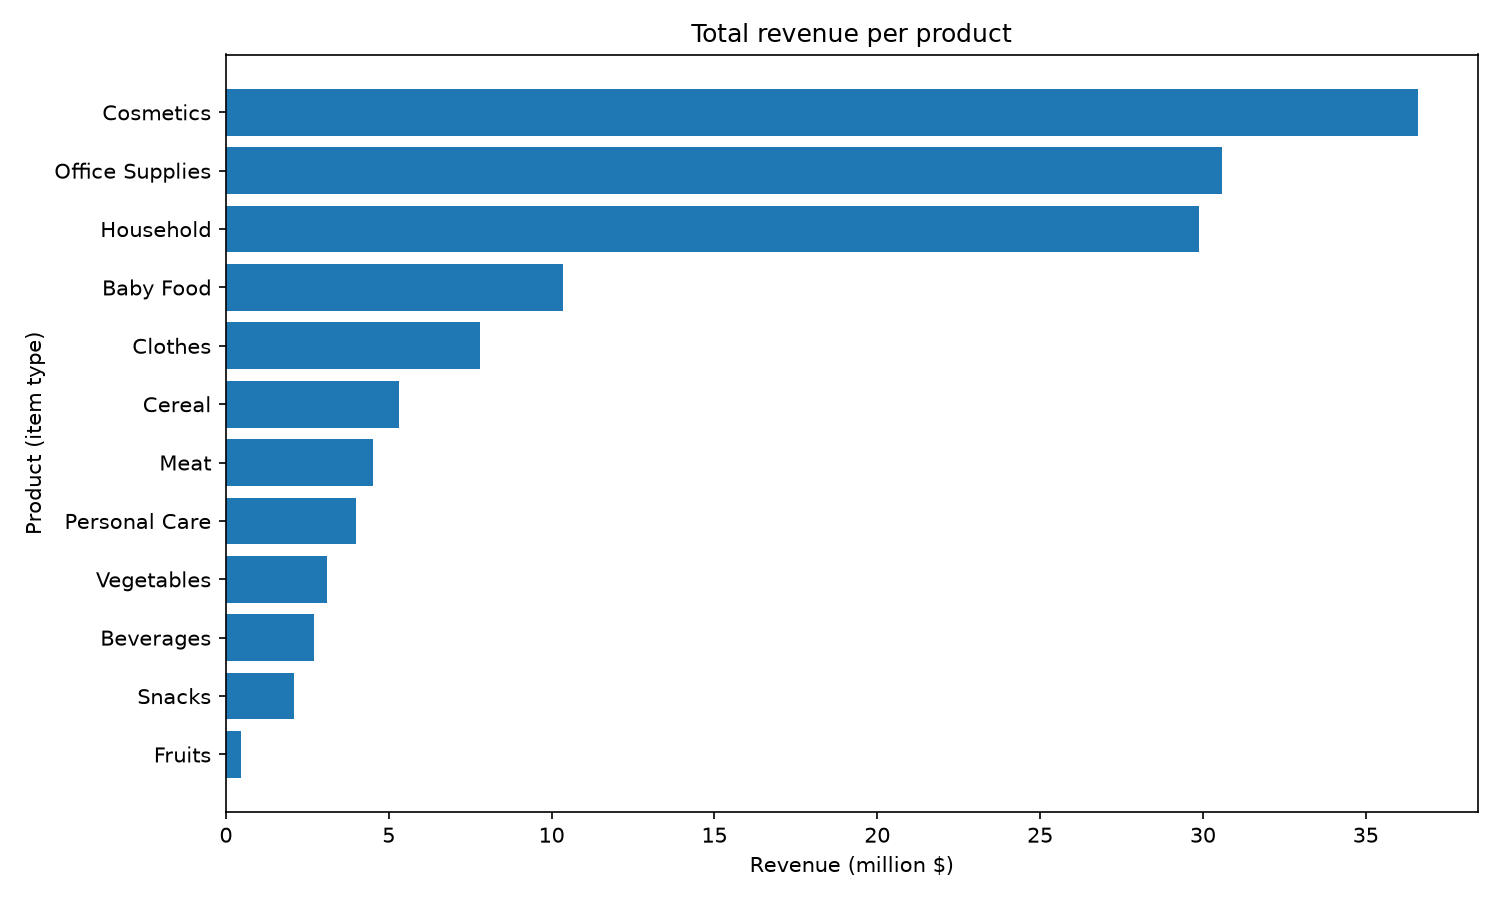 Total revenue per product
Product (item type)
Cosmetics
Office Supplies
Household
Baby Food
Clothes
Cereal
Meat
Personal Care
Vegetables
Beverages
Snacks
Fruits
0 5 10 15 20 25 30 35
Revenue (million $)